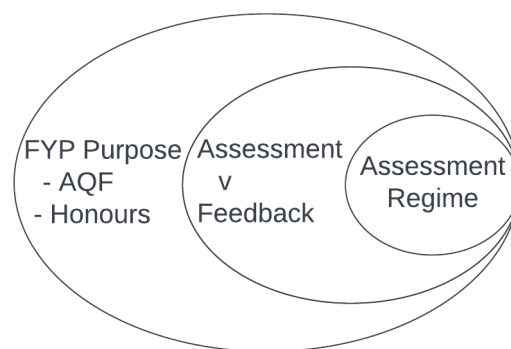 FYP Purpose
- AQF
- Honours
Assessment
v
Feedback
Assessment
Regime